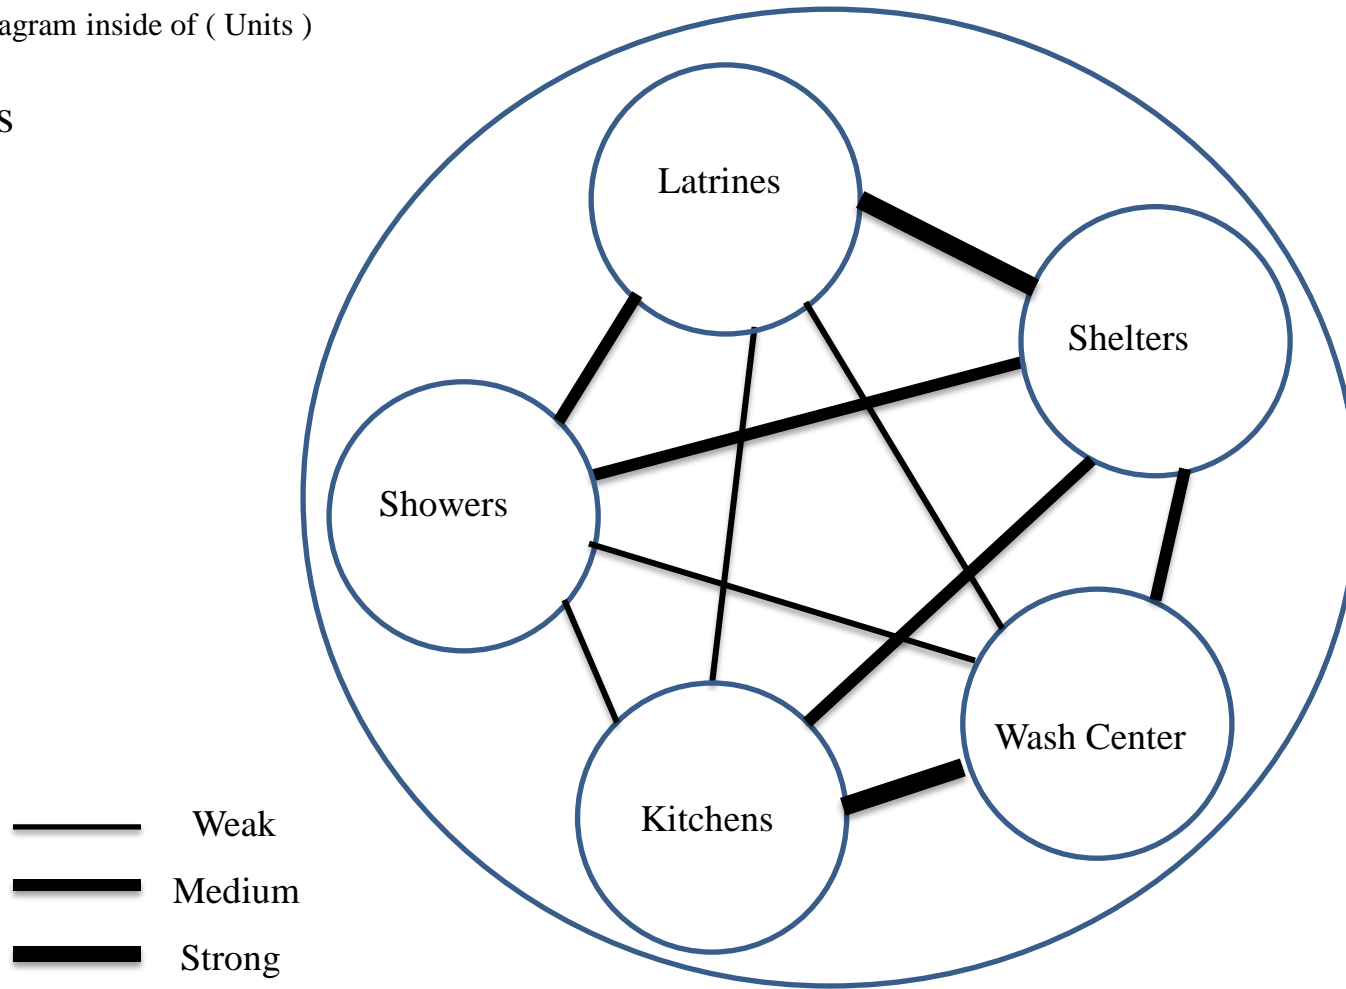 agram inside of ( Units )
s
Latrines
Shelters
Showers
Wash Center
Kitchens
Weak
Medium
Strong